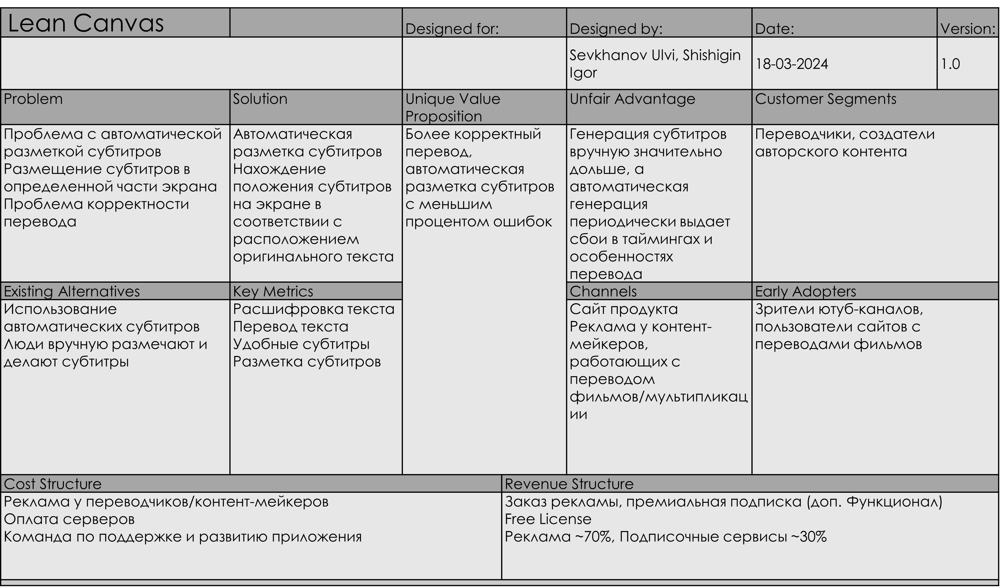 Lean Canvas
Designed for:
Designed by:
Date:
Version:
Sevkhanov Ulvi, Shishigin
Igor
18-03-2024
1.0
Problem
Solution
Unique Value
Proposition
Unfair Advantage
Customer Segments
Проблема с автоматической
разметкой субтитров
Размещение субтитров в
определенной части экрана
Проблема корректности
перевода
Автоматическая
разметка субтитров
Нахождение
положения субтитров
на экране в
соответствии с
расположением
оригинального текста
Более корректный
перевод,
автоматическая
разметка субтитров
с меньшим
процентом ошибок
Генерация субтитров
вручную значительно
дольше, а
автоматическая
генерация
периодически выдает
сбои в таймингах и
особенностях
перевода
Переводчики, создатели
авторского контента
Existing Alternatives
Key Metrics
Channels
Early Adopters
Использование
автоматических субтитров
Люди вручную размечают и
делают субтитры
Расшифровка текста
Перевод текста
Удобные субтитры
Разметка субтитров
Сайт продукта
Реклама у контент-
мейкеров,
работающих с
переводом
фильмов/мультипликац
ии
Зрители ютуб-каналов,
пользователи сайтов с
переводами фильмов
Cost Structure
Revenue Structure
Реклама у переводчиков/контент-мейкеров
Оплата серверов
Команда по поддержке и развитию приложения
Заказ рекламы, премиальная подписка (доп. Функционал)
Free License
Реклама ~70%, Подписочные сервисы ~30%